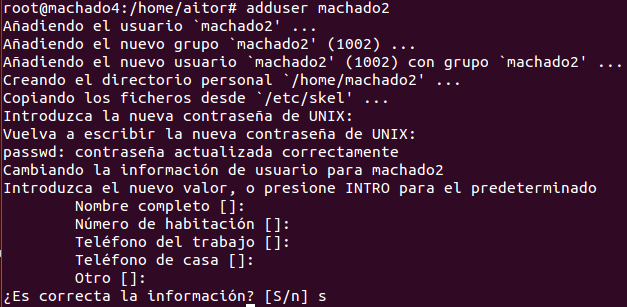 root@machado4:/home/aitor# adduser machado2
Añadiendo el usuario `machado2' ...
Añadiendo el nuevo grupo `machado2' (1002) ...
Añadiendo el nuevo usuario `machado2' (1002) con grupo `machado2' ...
Creando el directorio personal `/home/machado2' ...
Copiando los ficheros desde `/etc/skel' ...
Introduzca la nueva contraseña de UNIX:
Vuelva a escribir la nueva contraseña de UNIX:
passwd: contraseña actualizada correctamente
Cambiando la información de usuario para machado2
Introduzca el nuevo valor, o presione INTRO para el predeterminado
Nombre completo []:
Número de habitación []:
Teléfono del trabajo []:
Teléfono de casa []:
Otro []:
¿Es correcta la información? [S/n] s